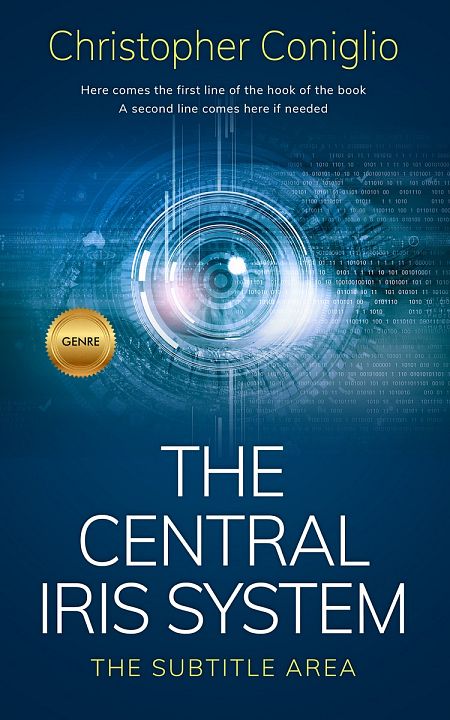 Christopher Coniglio
Here comes the first line of the hook of the book
A second line comes here if needed
GENRE
THE
CENTRAL
IRIS SYSTEM
THE SUBTITLE AREA